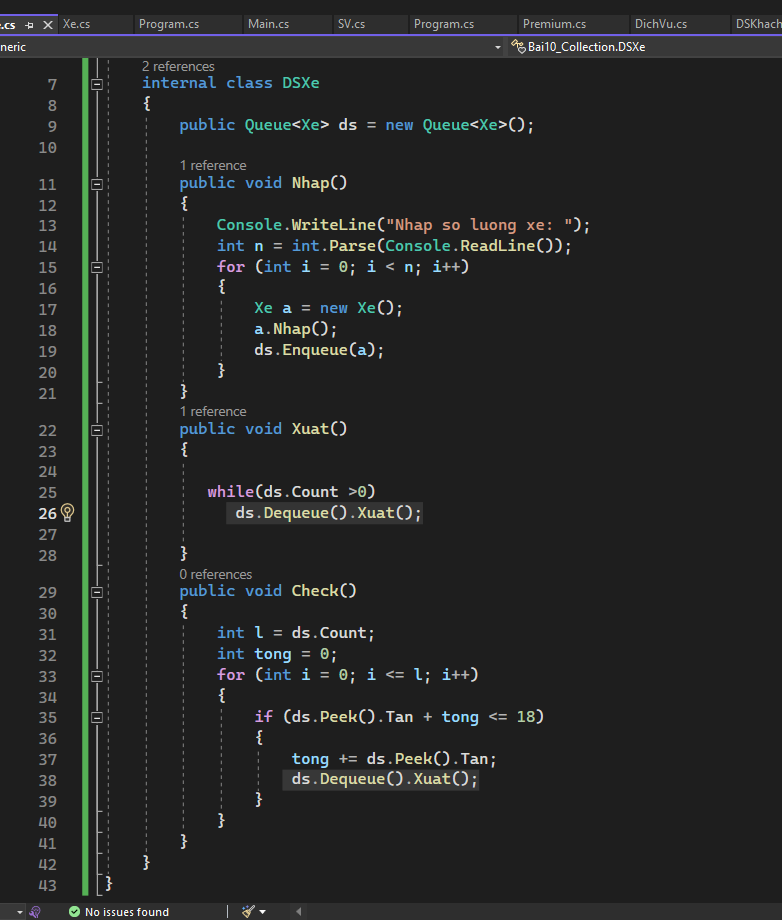 .cs Xe.cs Program.cs Main.cs SV.cs Program.cs Premium.cs DichVu.cs DSKhach
neric Bai10_Collection.DSXe
2 references
7 internal class DSXe
8 {
9 public Queue<Xe> ds = new Queue<Xe>();
10
1 reference
11 public void Nhap()
12 {
13 Console.WriteLine("Nhap so luong xe: ");
14 int n = int.Parse(Console.ReadLine());
15 for (int i = 0; i < n; i++)
16 {
17 Xe a = new Xe();
18 a.Nhap();
19 ds.Enqueue(a);
20 }
21 }
1 reference
22 public void Xuat()
23 {
24
25 while(ds.Count >0)
26 ds.Dequeue().Xuat();
27
28 }
0 references
29 public void Check()
30 {
31 int l = ds.Count;
32 int tong = 0;
33 for (int i = 0; i <= l; i++)
34 {
35 if (ds.Peek().Tan + tong <= 18)
36 {
37 tong += ds.Peek().Tan;
38 ds.Dequeue().Xuat();
39 }
40 }
41 }
42 }
43 }
No issues found